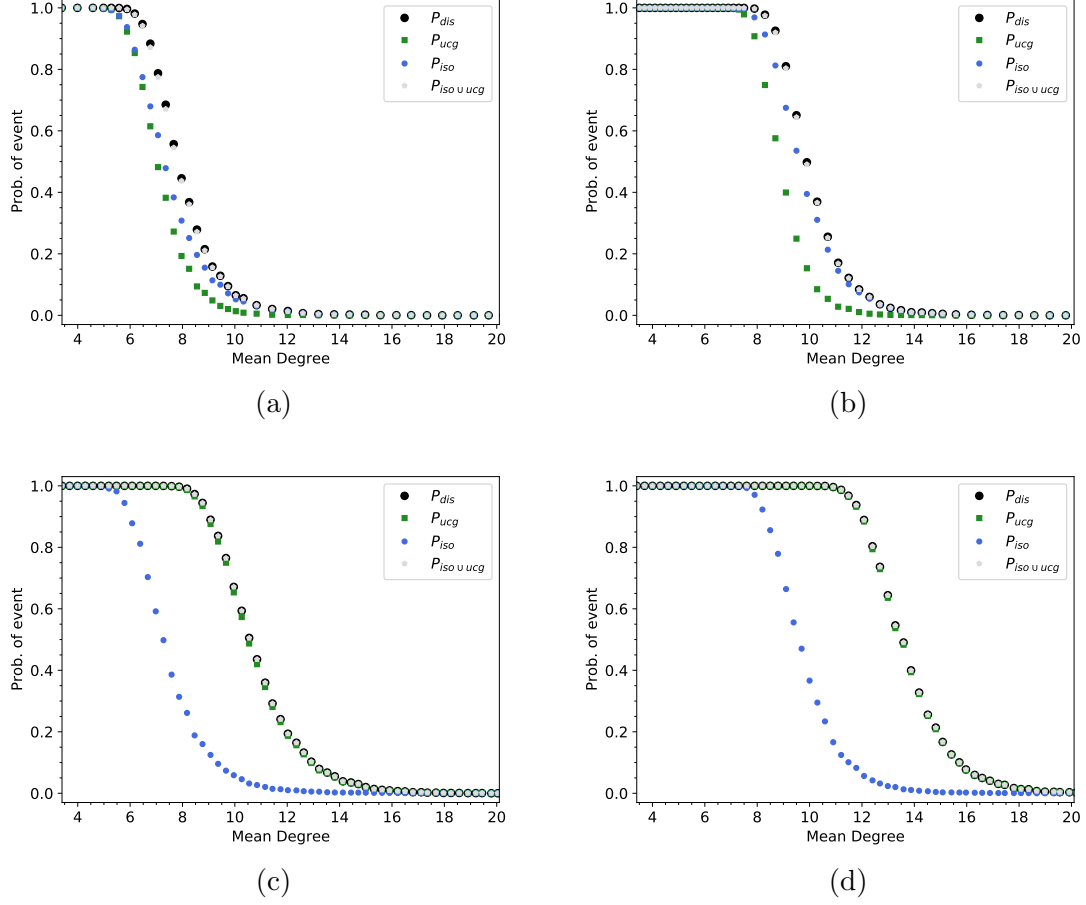 1.0
0.8
0.6
0.4
0.2
0.0
Prob. of event
4 6 8 10 12 14 16 18 20
Mean Degree
P_dis
P_ucg
P_iso
P_iso ∪ ucg
(a)
1.0
0.8
0.6
0.4
0.2
0.0
Prob. of event
4 6 8 10 12 14 16 18 20
Mean Degree
P_dis
P_ucg
P_iso
P_iso ∪ ucg
(b)
1.0
0.8
0.6
0.4
0.2
0.0
Prob. of event
4 6 8 10 12 14 16 18 20
Mean Degree
P_dis
P_ucg
P_iso
P_iso ∪ ucg
(c)
1.0
0.8
0.6
0.4
0.2
0.0
Prob. of event
4 6 8 10 12 14 16 18 20
Mean Degree
P_dis
P_ucg
P_iso
P_iso ∪ ucg
(d)